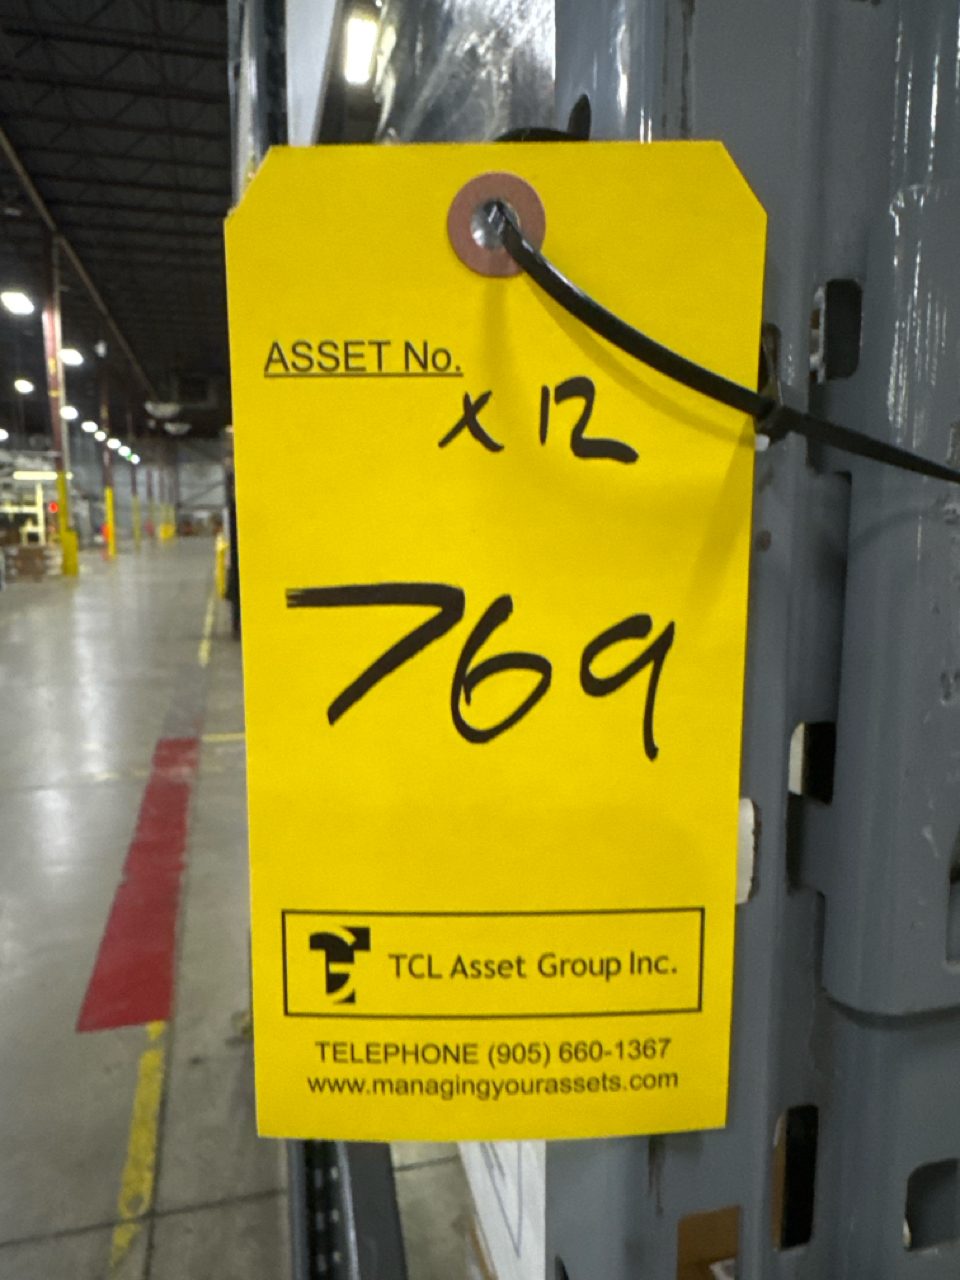 ASSET No.
x 12
769
TCL Asset Group Inc.
TELEPHONE (905) 660-1367
www.managingyourassets.com